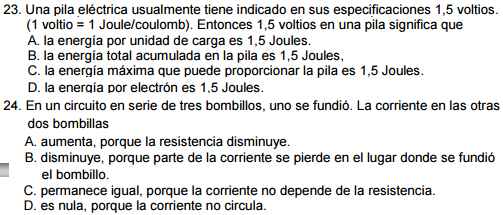 23. Una pila eléctrica usualmente tiene indicado en sus especificaciones 1,5 voltios.
(1 voltio = 1 Joule/coulomb). Entonces 1,5 voltios en una pila significa que
A. la energía por unidad de carga es 1,5 Joules.
B. la energía total acumulada en la pila es 1,5 Joules,
C. la energía máxima que puede proporcionar la pila es 1,5 Joules.
D. la energía por electrón es 1,5 Joules.
24. En un circuito en serie de tres bombillos, uno se fundió. La corriente en las otras
dos bombillas
A. aumenta, porque la resistencia disminuye.
B. disminuye, porque parte de la corriente se pierde en el lugar donde se fundió
el bombillo.
C. permanece igual, porque la corriente no depende de la resistencia.
D. es nula, porque la corriente no circula.